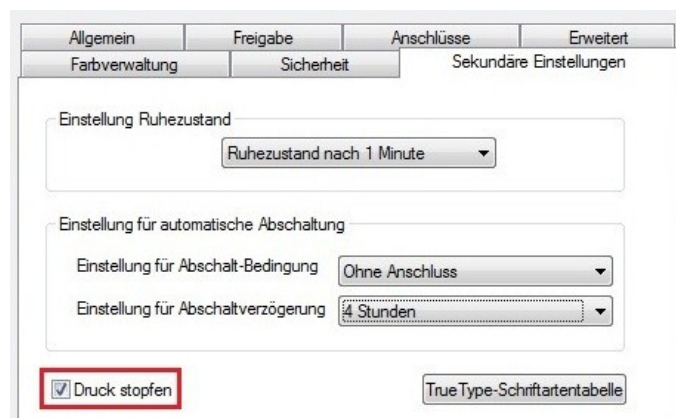 Allgemein Freigabe Anschlüsse Erweitert
Farbverwaltung Sicherheit Sekundäre Einstellungen
Einstellung Ruhezustand
Ruhezustand nach 1 Minute
Einstellung für automatische Abschaltung
Einstellung für Abschalt-Bedingung Ohne Anschluss
Einstellung für Abschaltverzögerung 4 Stunden
Druck stopfen TrueType-Schriftartentabelle